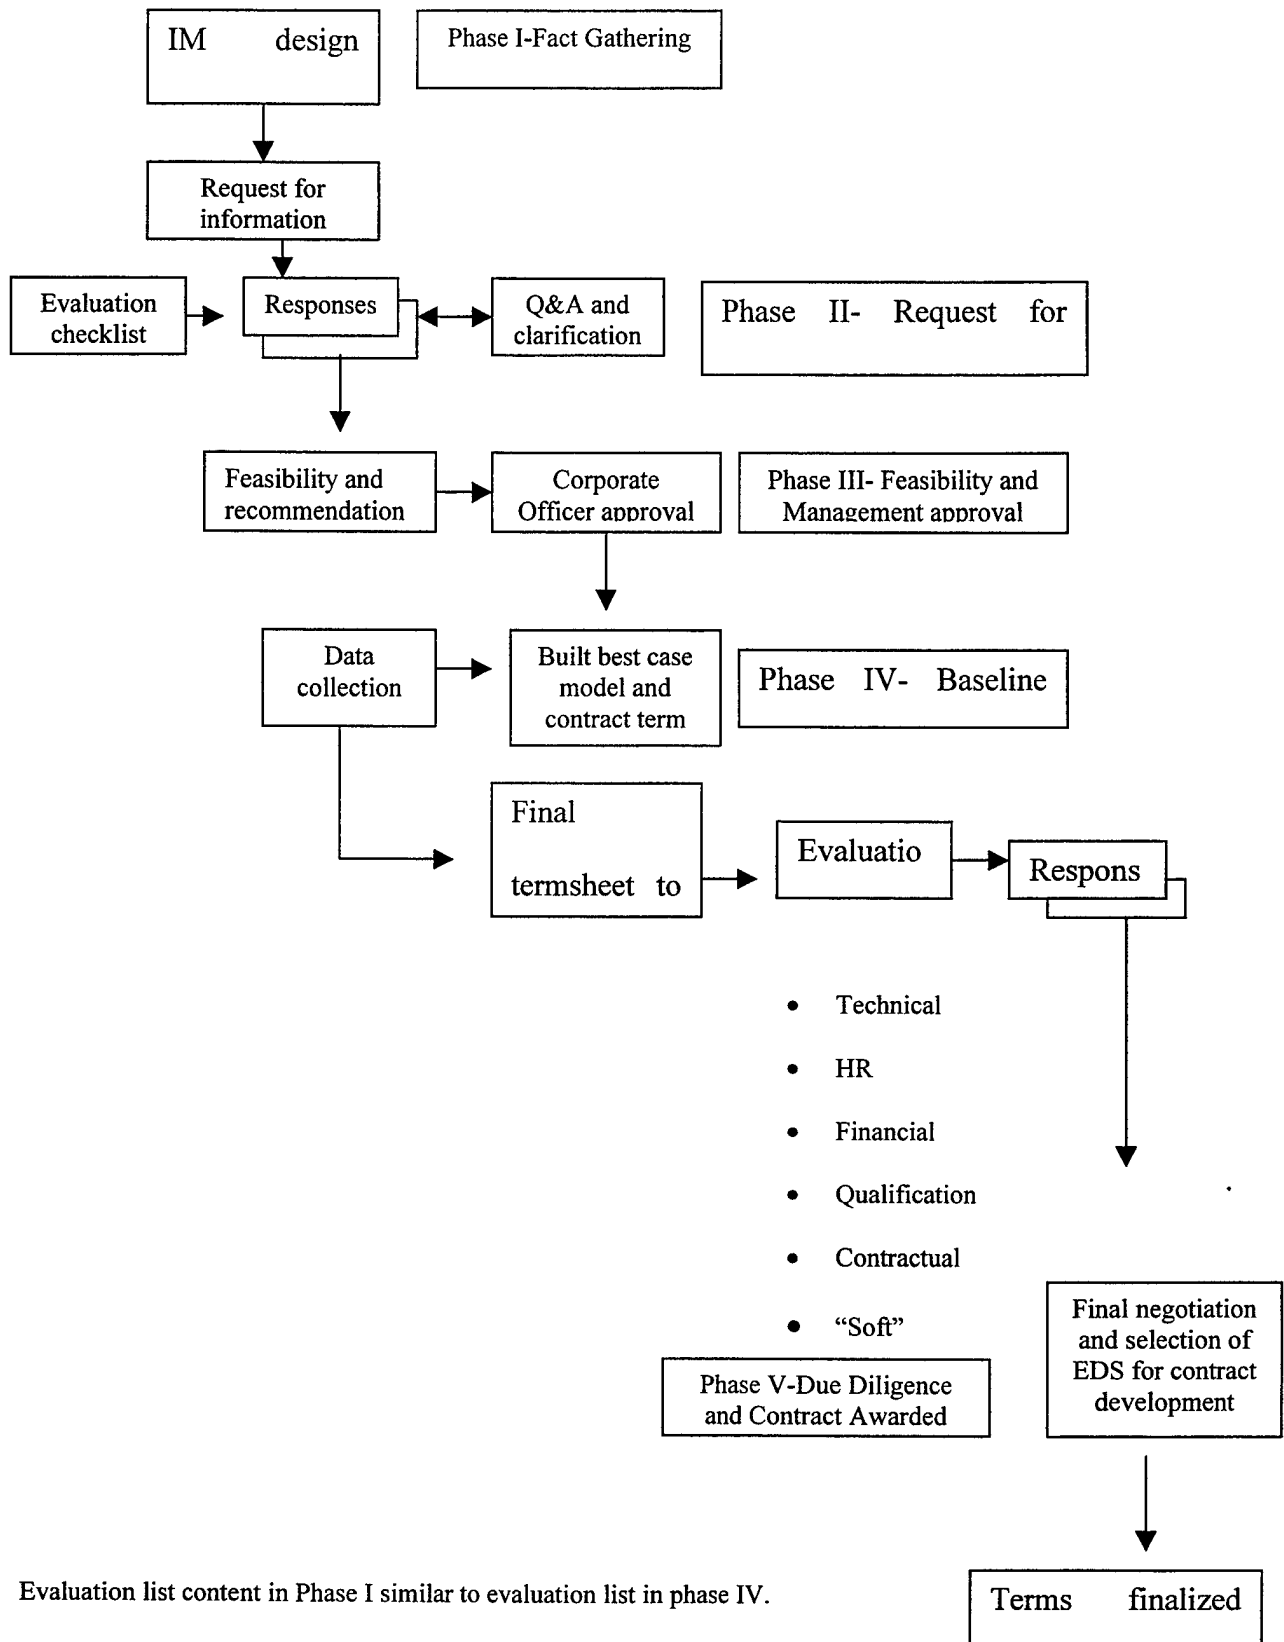 IM design
Phase I-Fact Gathering
Request for
information
Evaluation
checklist
Responses
Q&A and
clarification
Phase II- Request for
Feasibility and
recommendation
Corporate
Officer approval
Phase III- Feasibility and
Management approval
Data
collection
Built best case
model and
contract term
Phase IV- Baseline
Final
termsheet to
Evaluatio
Respons
• Technical
• HR
• Financial
• Qualification
• Contractual
• “Soft”
Phase V-Due Diligence
and Contract Awarded
Final negotiation
and selection of
EDS for contract
development
Evaluation list content in Phase I similar to evaluation list in phase IV.
Terms finalized